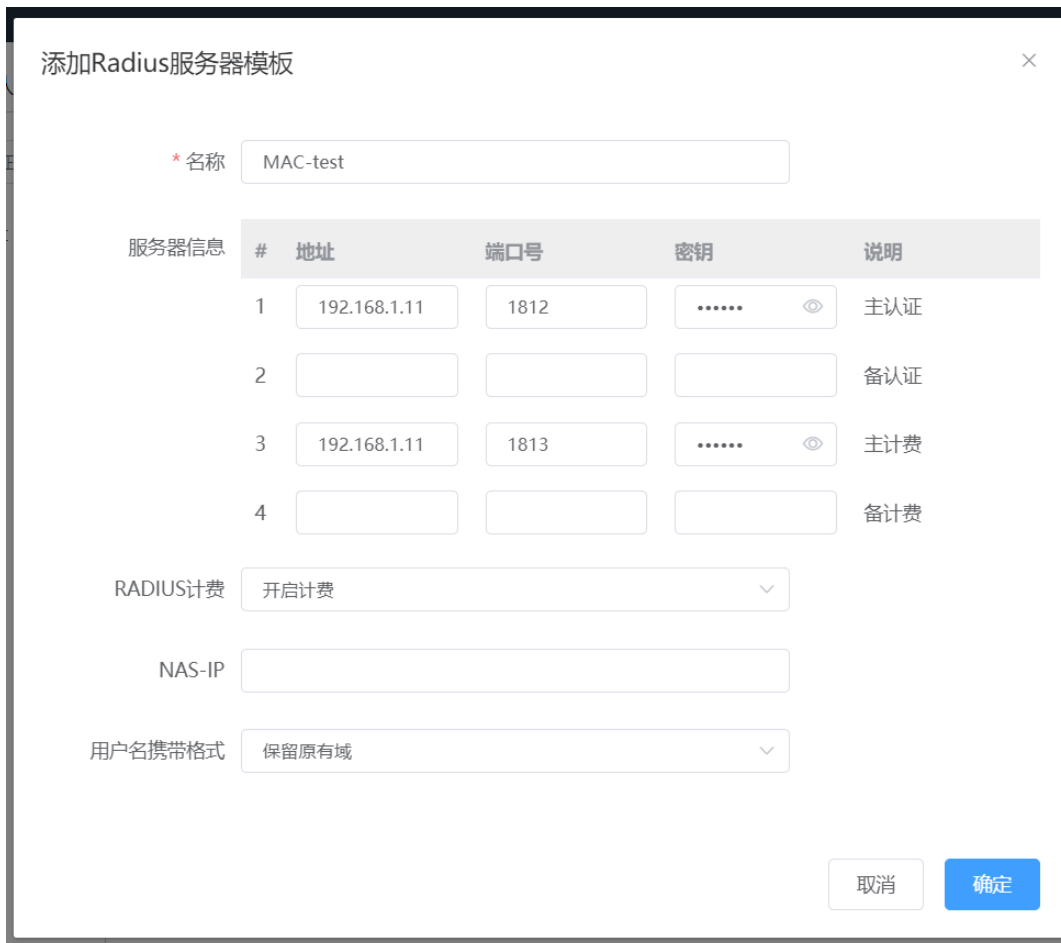 添加Radius服务器模板
* 名称 MAC-test
服务器信息 # 地址 端口号 密钥 说明
1 192.168.1.11 1812 •••••• 主认证
2 备认证
3 192.168.1.11 1813 •••••• 主计费
4 备计费
RADIUS计费 开启计费
NAS-IP
用户名携带格式 保留原有域
取消 确定